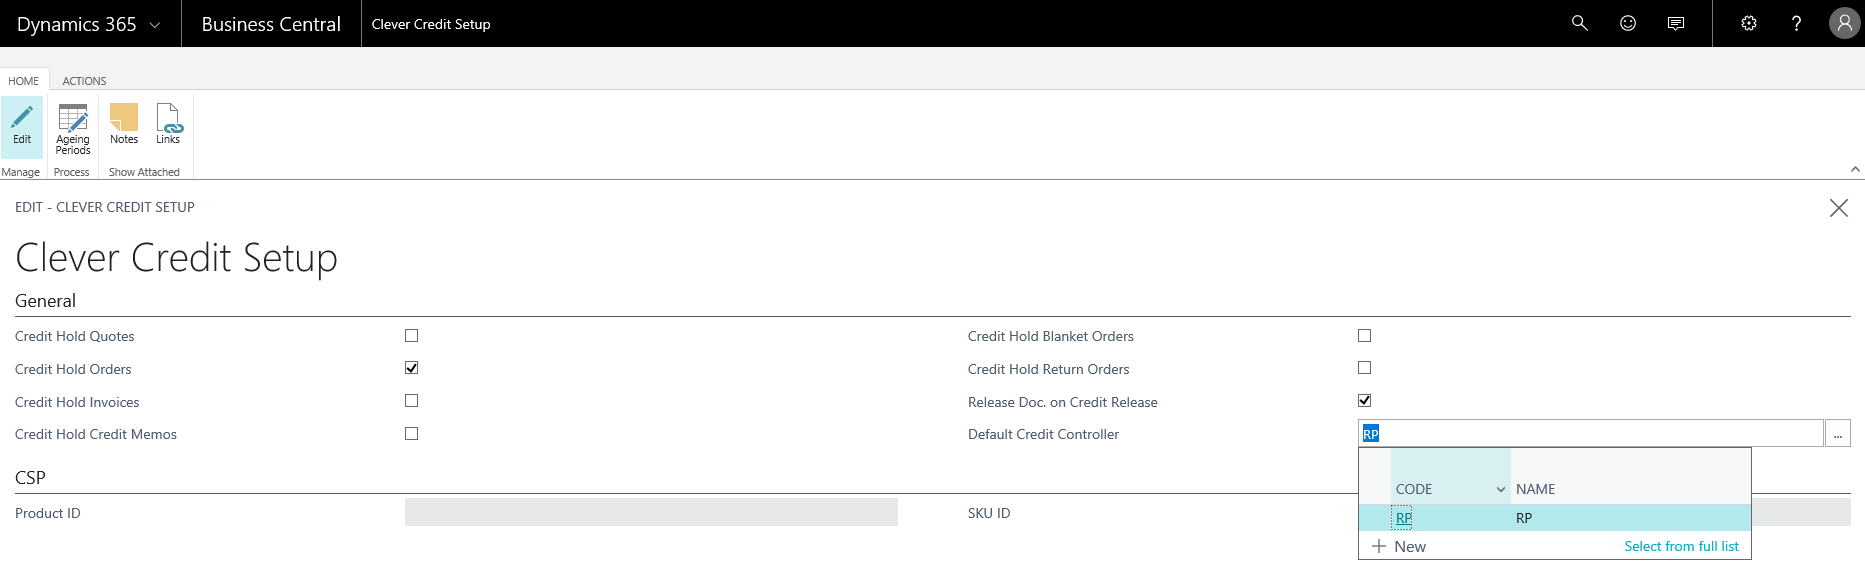 Dynamics 365 Business Central Clever Credit Setup ?
HOME ACTIONS
Edit Ageing Periods Notes Links
Manage Process Show Attached
EDIT - CLEVER CREDIT SETUP
Clever Credit Setup
General
Credit Hold Quotes Credit Hold Blanket Orders
Credit Hold Orders Credit Hold Return Orders
Credit Hold Invoices Release Doc. on Credit Release
Credit Hold Credit Memos Default Credit Controller RP ...
CSP
CODE NAME
Product ID SKU ID
RP RP
New Select from full list